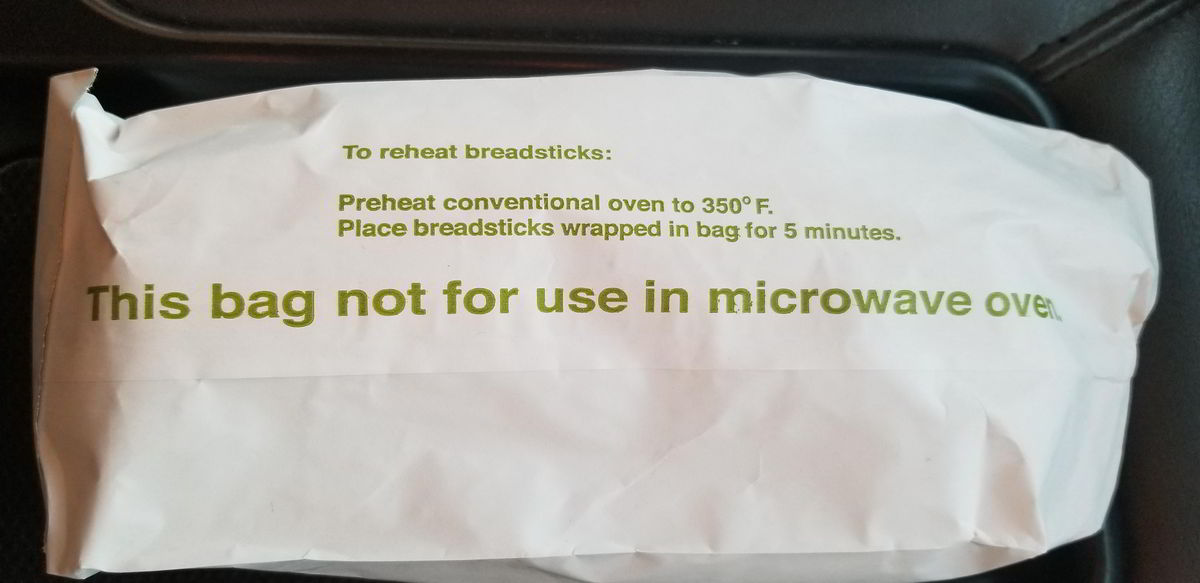 To reheat breadsticks:
Preheat conventional oven to 350° F.
Place breadsticks wrapped in bag for 5 minutes.
This bag not for use in microwave oven.